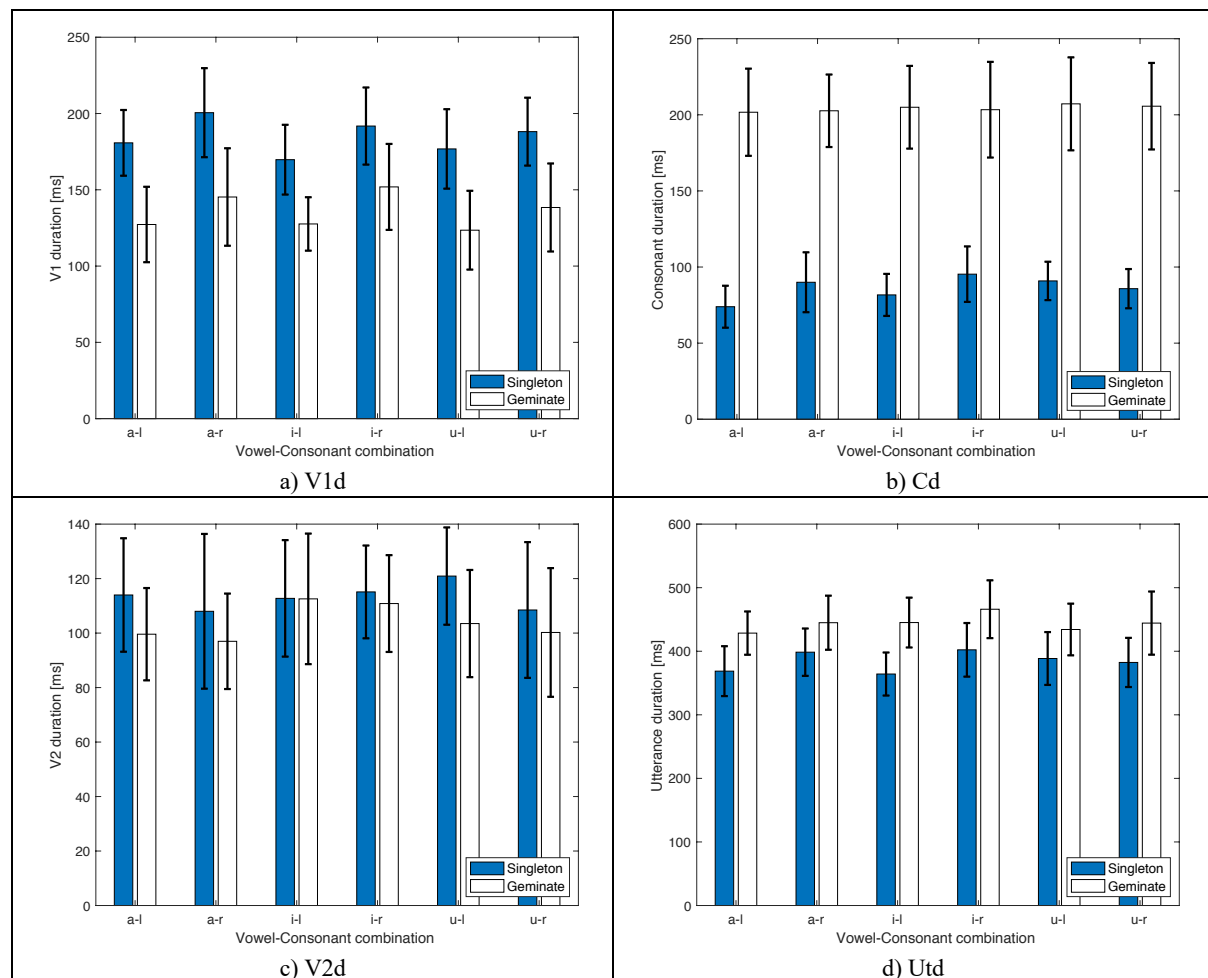 250
200
150
100
50
0
V1 duration [ms]
Singleton
Geminate
a-l a-r i-l i-r u-l u-r
Vowel-Consonant combination
a) V1d
250
200
150
100
50
0
Consonant duration [ms]
Singleton
Geminate
a-l a-r i-l i-r u-l u-r
Vowel-Consonant combination
b) Cd
140
120
100
80
60
40
20
0
V2 duration [ms]
Singleton
Geminate
a-l a-r i-l i-r u-l u-r
Vowel-Consonant combination
c) V2d
600
500
400
300
200
100
0
Utterance duration [ms]
Singleton
Geminate
a-l a-r i-l i-r u-l u-r
Vowel-Consonant combination
d) Utd